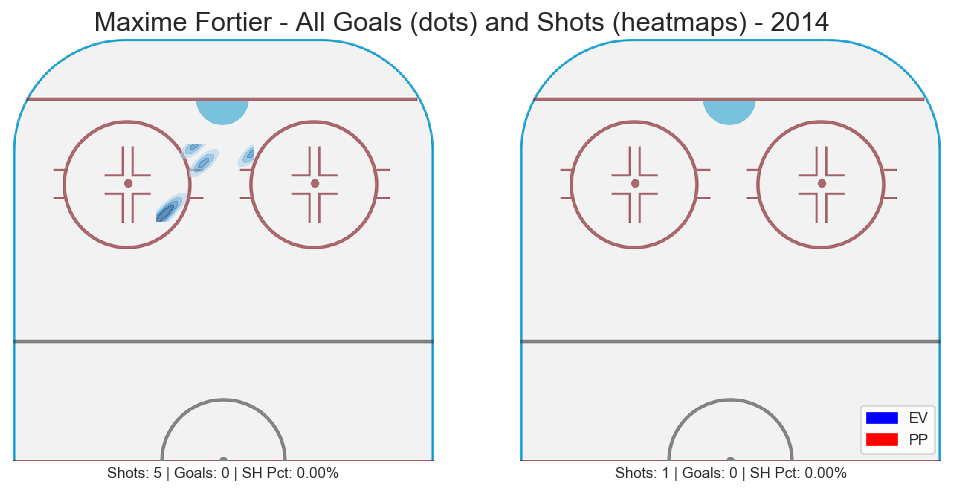 Maxime Fortier - All Goals (dots) and Shots (heatmaps) - 2014
EV
PP
Shots: 5 | Goals: 0 | SH Pct: 0.00%
Shots: 1 | Goals: 0 | SH Pct: 0.00%